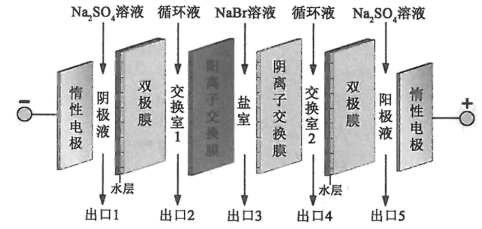 Na₂SO₄溶液 循环液 NaBr溶液 循环液 Na₂SO₄溶液
惰性电极
阴极液
双极膜
交换室1
阳离子交换膜
盐室
阴离子交换膜
交换室2
双极膜
阳极液
惰性电极
− +
水层 水层
出口1 出口2 出口3 出口4 出口5